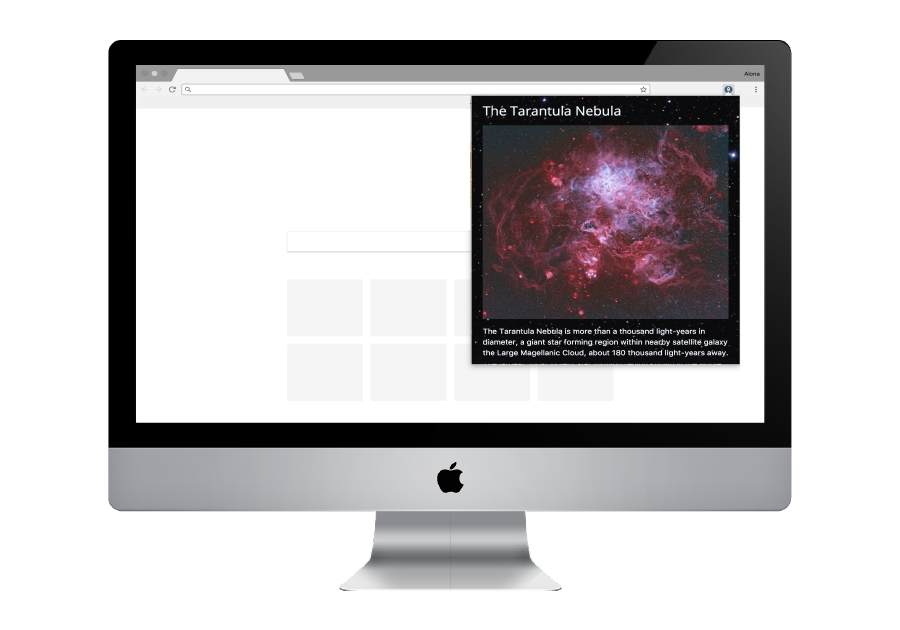 Alona
The Tarantula Nebula
The Tarantula Nebula is more than a thousand light-years in
diameter, a giant star forming region within nearby satellite galaxy
the Large Magellanic Cloud, about 180 thousand light-years away.